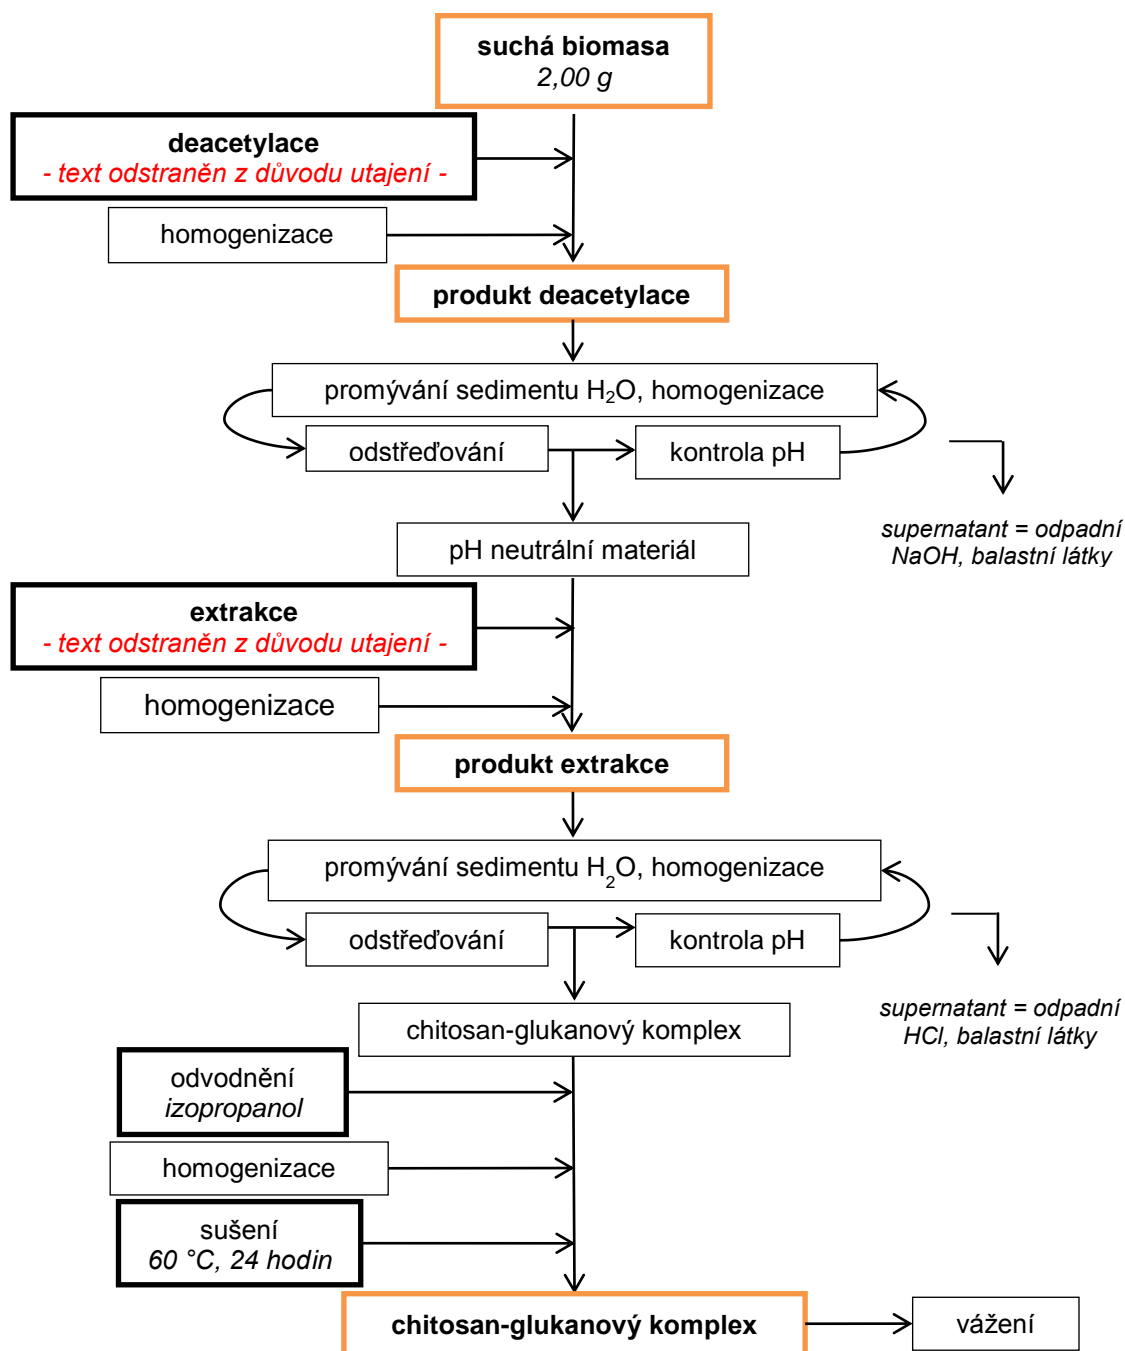 suchá biomasa
2,00 g
deacetylace
- text odstraněn z důvodu utajení -
homogenizace
produkt deacetylace
promývání sedimentu H₂O, homogenizace
odstřeďování
kontrola pH
supernatant = odpadní
NaOH, balastní látky
pH neutrální materiál
extrakce
- text odstraněn z důvodu utajení -
homogenizace
produkt extrakce
promývání sedimentu H₂O, homogenizace
odstřeďování
kontrola pH
supernatant = odpadní
HCl, balastní látky
chitosan-glukanový komplex
odvodnění
izopropanol
homogenizace
sušení
60 °C, 24 hodin
chitosan-glukanový komplex
vážení